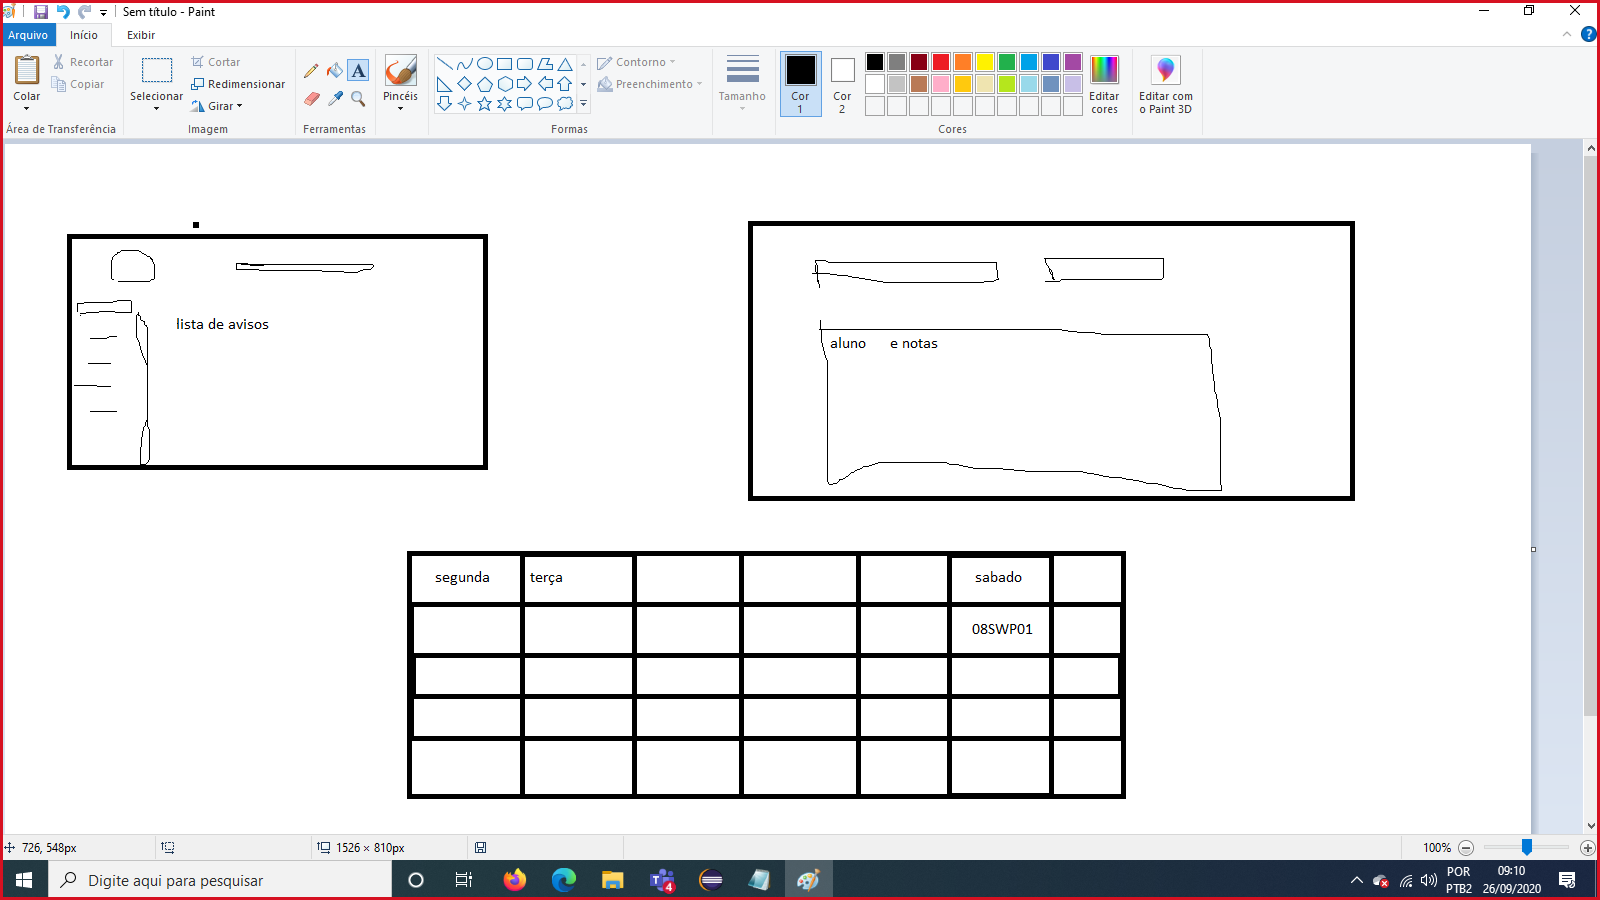 Sem título - Paint
Arquivo Início Exibir
Colar
Recortar
Copiar
Área de Transferência
Selecionar
Cortar
Redimensionar
Girar
Imagem
A
Ferramentas
Pincéis
Contorno
Preenchimento
Formas
Tamanho
Cor 1
Cor 2
Editar cores
Editar com o Paint 3D
Cores
lista de avisos
aluno e notas
segunda terça sabado
08SWP01
726, 548px 1526 × 810px 100%
Digite aqui para pesquisar
4
POR
PTB2
09:10
26/09/2020